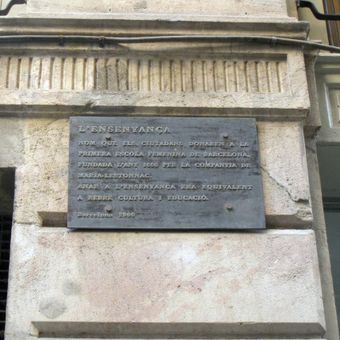 L'ENSENYANÇA
NOM QUE ELS CIUTADANS DONAREN A LA
PRIMERA ESCOLA FEMENINA DE BARCELONA,
FUNDADA L'ANY 1650 PER LA COMPANYIA DE
MARIA-LESTONNAC.
ANAR A L'ENSENYANÇA ERA EQUIVALENT
A REBRE CULTURA I EDUCACIÓ.
Barcelona